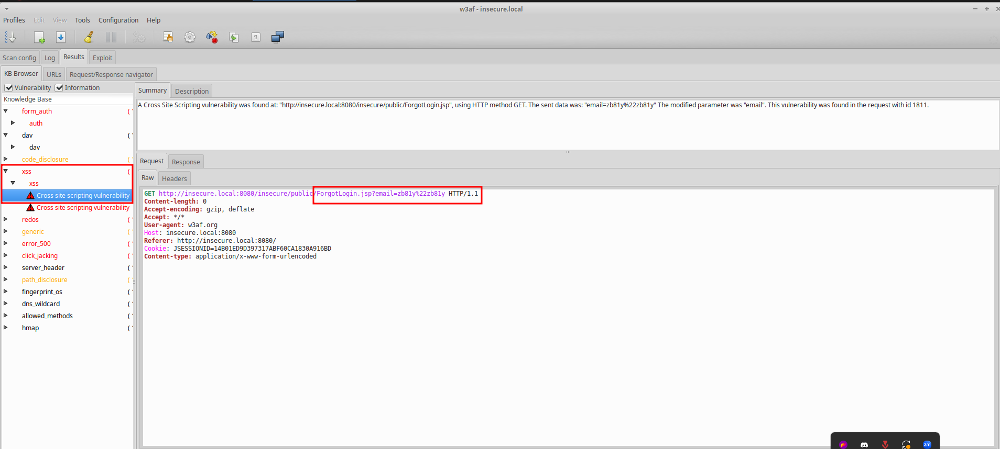 w3af - insecure.local
Profiles Edit View Tools Configuration Help
Scan config Log Results Exploit
KB Browser URLs Request/Response navigator
Vulnerability Information
Summary Description
Knowledge Base
A Cross Site Scripting vulnerability was found at: "http://insecure.local:8080/insecure/public/ForgotLogin.jsp", using HTTP method GET. The sent data was: "email=zb81y%22zb81y" The modified parameter was "email". This vulnerability was found in the request with id 1811.
form_auth
auth
dav
dav
code_disclosure
xss
xss
Cross site scripting vulnerability
Cross site scripting vulnerability
redos
generic
error_500
click_jacking
server_header
path_disclosure
fingerprint_os
dns_wildcard
allowed_methods
hmap
Request Response
Raw Headers
GET http://insecure.local:8080/insecure/public/ForgotLogin.jsp?email=zb81y%22zb81y HTTP/1.1
Content-length: 0
Accept-encoding: gzip, deflate
Accept: */*
User-agent: w3af.org
Host: insecure.local:8080
Referer: http://insecure.local:8080/
Cookie: JSESSIONID=14B01ED9D397317ABF60CA1830A916BD
Content-type: application/x-www-form-urlencoded
zm